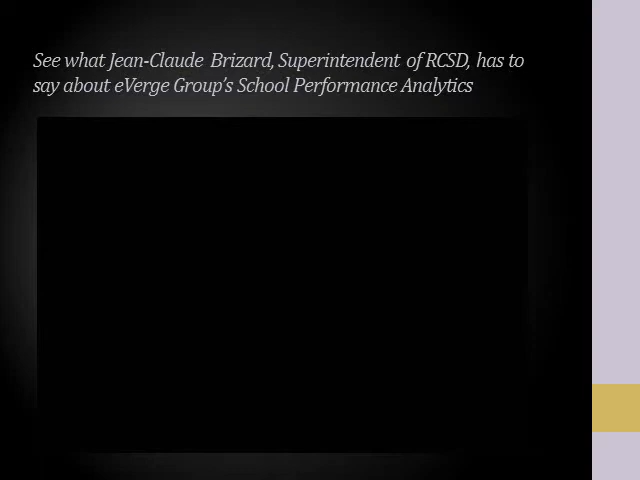 See what Jean-Claude Brizard, Superintendent of RCSD, has to
say about eVerge Group's School Performance Analytics